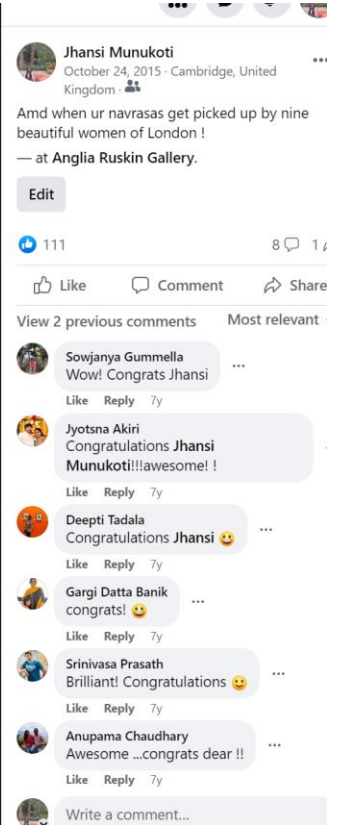 Jhansi Munukoti
October 24, 2015 · Cambridge, United
Kingdom ·
Amd when ur navrasas get picked up by nine
beautiful women of London !
— at Anglia Ruskin Gallery.
Edit
111
8
1
Like
Comment
Share
View 2 previous comments
Most relevant
Sowjanya Gummella
Wow! Congrats Jhansi
Like Reply 7y
Jyotsna Akiri
Congratulations Jhansi
Munukoti!!!awesome! !
Like Reply 7y
Deepti Tadala
Congratulations Jhansi 😃
Like Reply 7y
Gargi Datta Banik
congrats! 😃
Like Reply 7y
Srinivasa Prasath
Brilliant! Congratulations 🙂
Like Reply 7y
Anupama Chaudhary
Awesome ...congrats dear !!
Like Reply 7y
Write a comment...